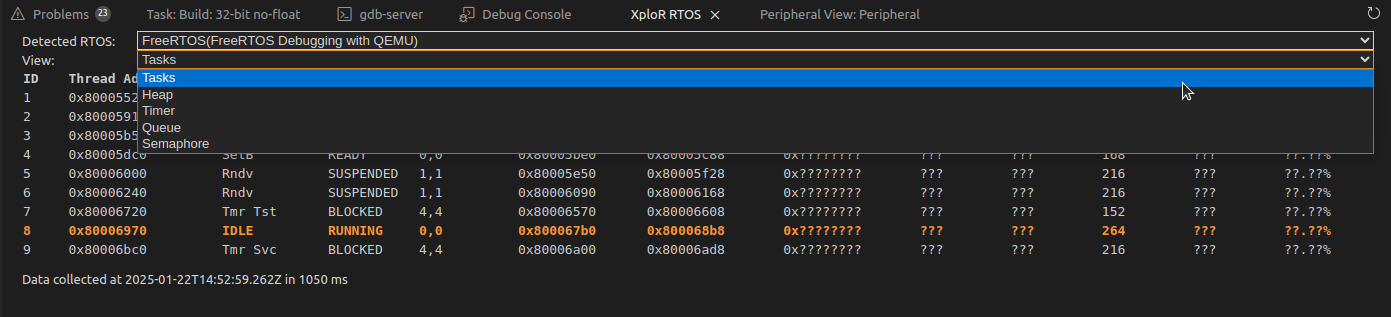 Problems 23 Task: Build: 32-bit no-float gdb-server Debug Console XploR RTOS Peripheral View: Peripheral
Detected RTOS: FreeRTOS(FreeRTOS Debugging with QEMU)
View: Tasks
ID Thread Ad Tasks
1 0x8000552 Heap
2 0x8000591 Timer
3 0x80005b5 Queue
Semaphore
4 0x80005dc0 SetB READY 0,0 0x80005be0 0x80005c88 0x???????? ??? ??? 168 ??? ??.??%
5 0x80006000 Rndv SUSPENDED 1,1 0x80005e50 0x80005f28 0x???????? ??? ??? 216 ??? ??.??%
6 0x80006240 Rndv SUSPENDED 1,1 0x80006090 0x80006168 0x???????? ??? ??? 216 ??? ??.??%
7 0x80006720 Tmr Tst BLOCKED 4,4 0x80006570 0x80006608 0x???????? ??? ??? 152 ??? ??.??%
8 0x80006970 IDLE RUNNING 0,0 0x800067b0 0x800068b8 0x???????? ??? ??? 264 ??? ??.??%
9 0x80006bc0 Tmr Svc BLOCKED 4,4 0x80006a00 0x80006ad8 0x???????? ??? ??? 216 ??? ??.??%
Data collected at 2025-01-22T14:52:59.262Z in 1050 ms